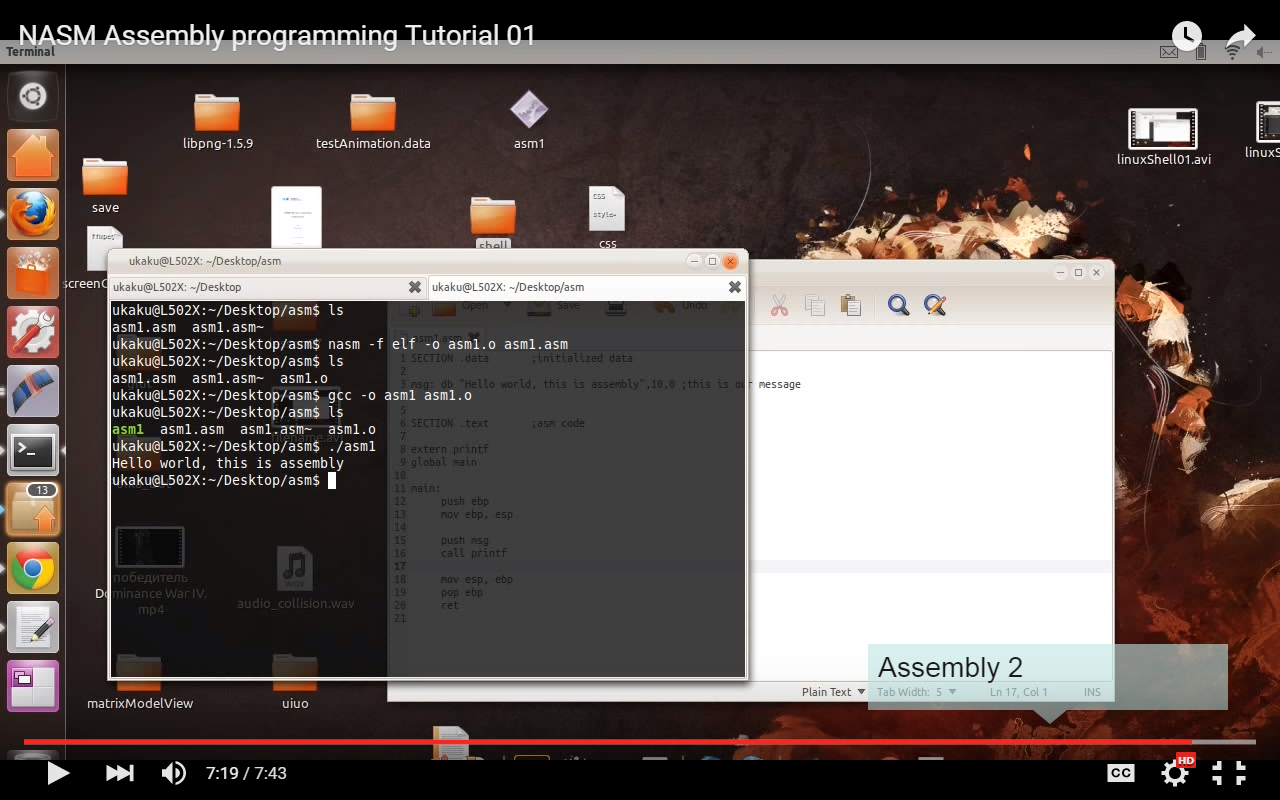 NASM Assembly programming Tutorial 01
Terminal
libpng-1.5.9
testAnimation.data
asm1
linuxShell01.avi
save
css
style-
css
shell
ukaku@L502X: ~/Desktop/asm
ukaku@L502X: ~/Desktop
ukaku@L502X: ~/Desktop/asm
Open
Save
Undo
ukaku@L502X:~/Desktop/asm$ ls
asm1.asm asm1.asm~
ukaku@L502X:~/Desktop/asm$ nasm -f elf -o asm1.o asm1.asm
ukaku@L502X:~/Desktop/asm$ ls
asm1.asm asm1.asm~ asm1.o
ukaku@L502X:~/Desktop/asm$ gcc -o asm1 asm1.o
ukaku@L502X:~/Desktop/asm$ ls
asm1 asm1.asm asm1.asm~ asm1.o
ukaku@L502X:~/Desktop/asm$ ./asm1
Hello world, this is assembly
ukaku@L502X:~/Desktop/asm$
1 SECTION .data ;initialized data
2
3 msg: db "Hello world, this is assembly",10,0 ;this is our message
5
6 SECTION .text ;asm code
7
8 extern printf
9 global main
10
11 main:
12 push ebp
13 mov ebp, esp
14
15 push msg
16 call printf
17
18 mov esp, ebp
19 pop ebp
20 ret
21
filename.avi
13
победитель
Dominance War IV.
mp4
audio_collision.wav
matrixModelView
uiuo
Plain Text
Tab Width: 5
Ln 17, Col 1
INS
Assembly 2
7:19 / 7:43
CC
HD